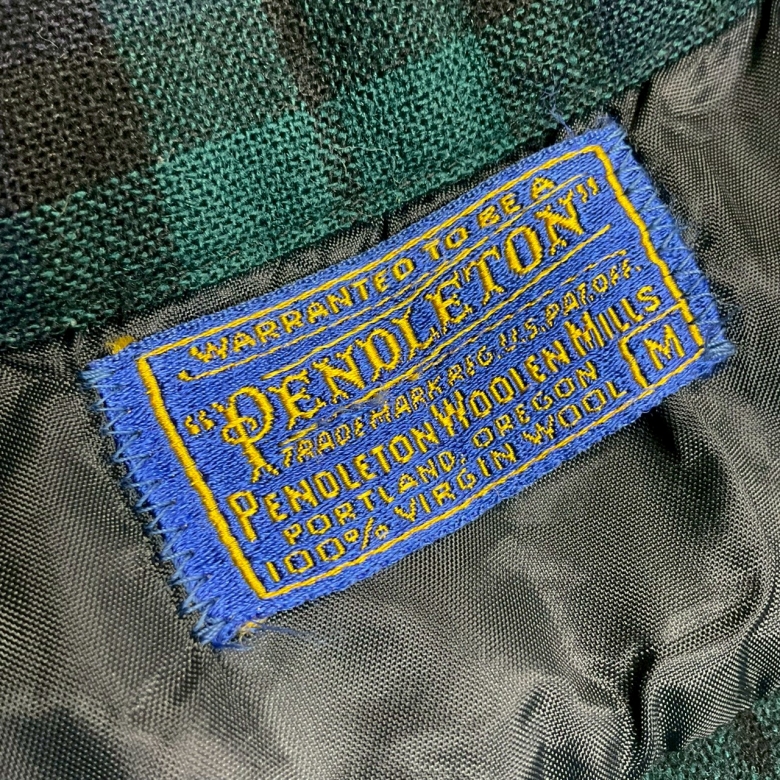 WARRANTED TO BE A
"PENDLETON"
TRADE MARK REG. U.S. PAT. OFF.
PENDLETON WOOLEN MILLS
PORTLAND, OREGON
M
100% VIRGIN WOOL